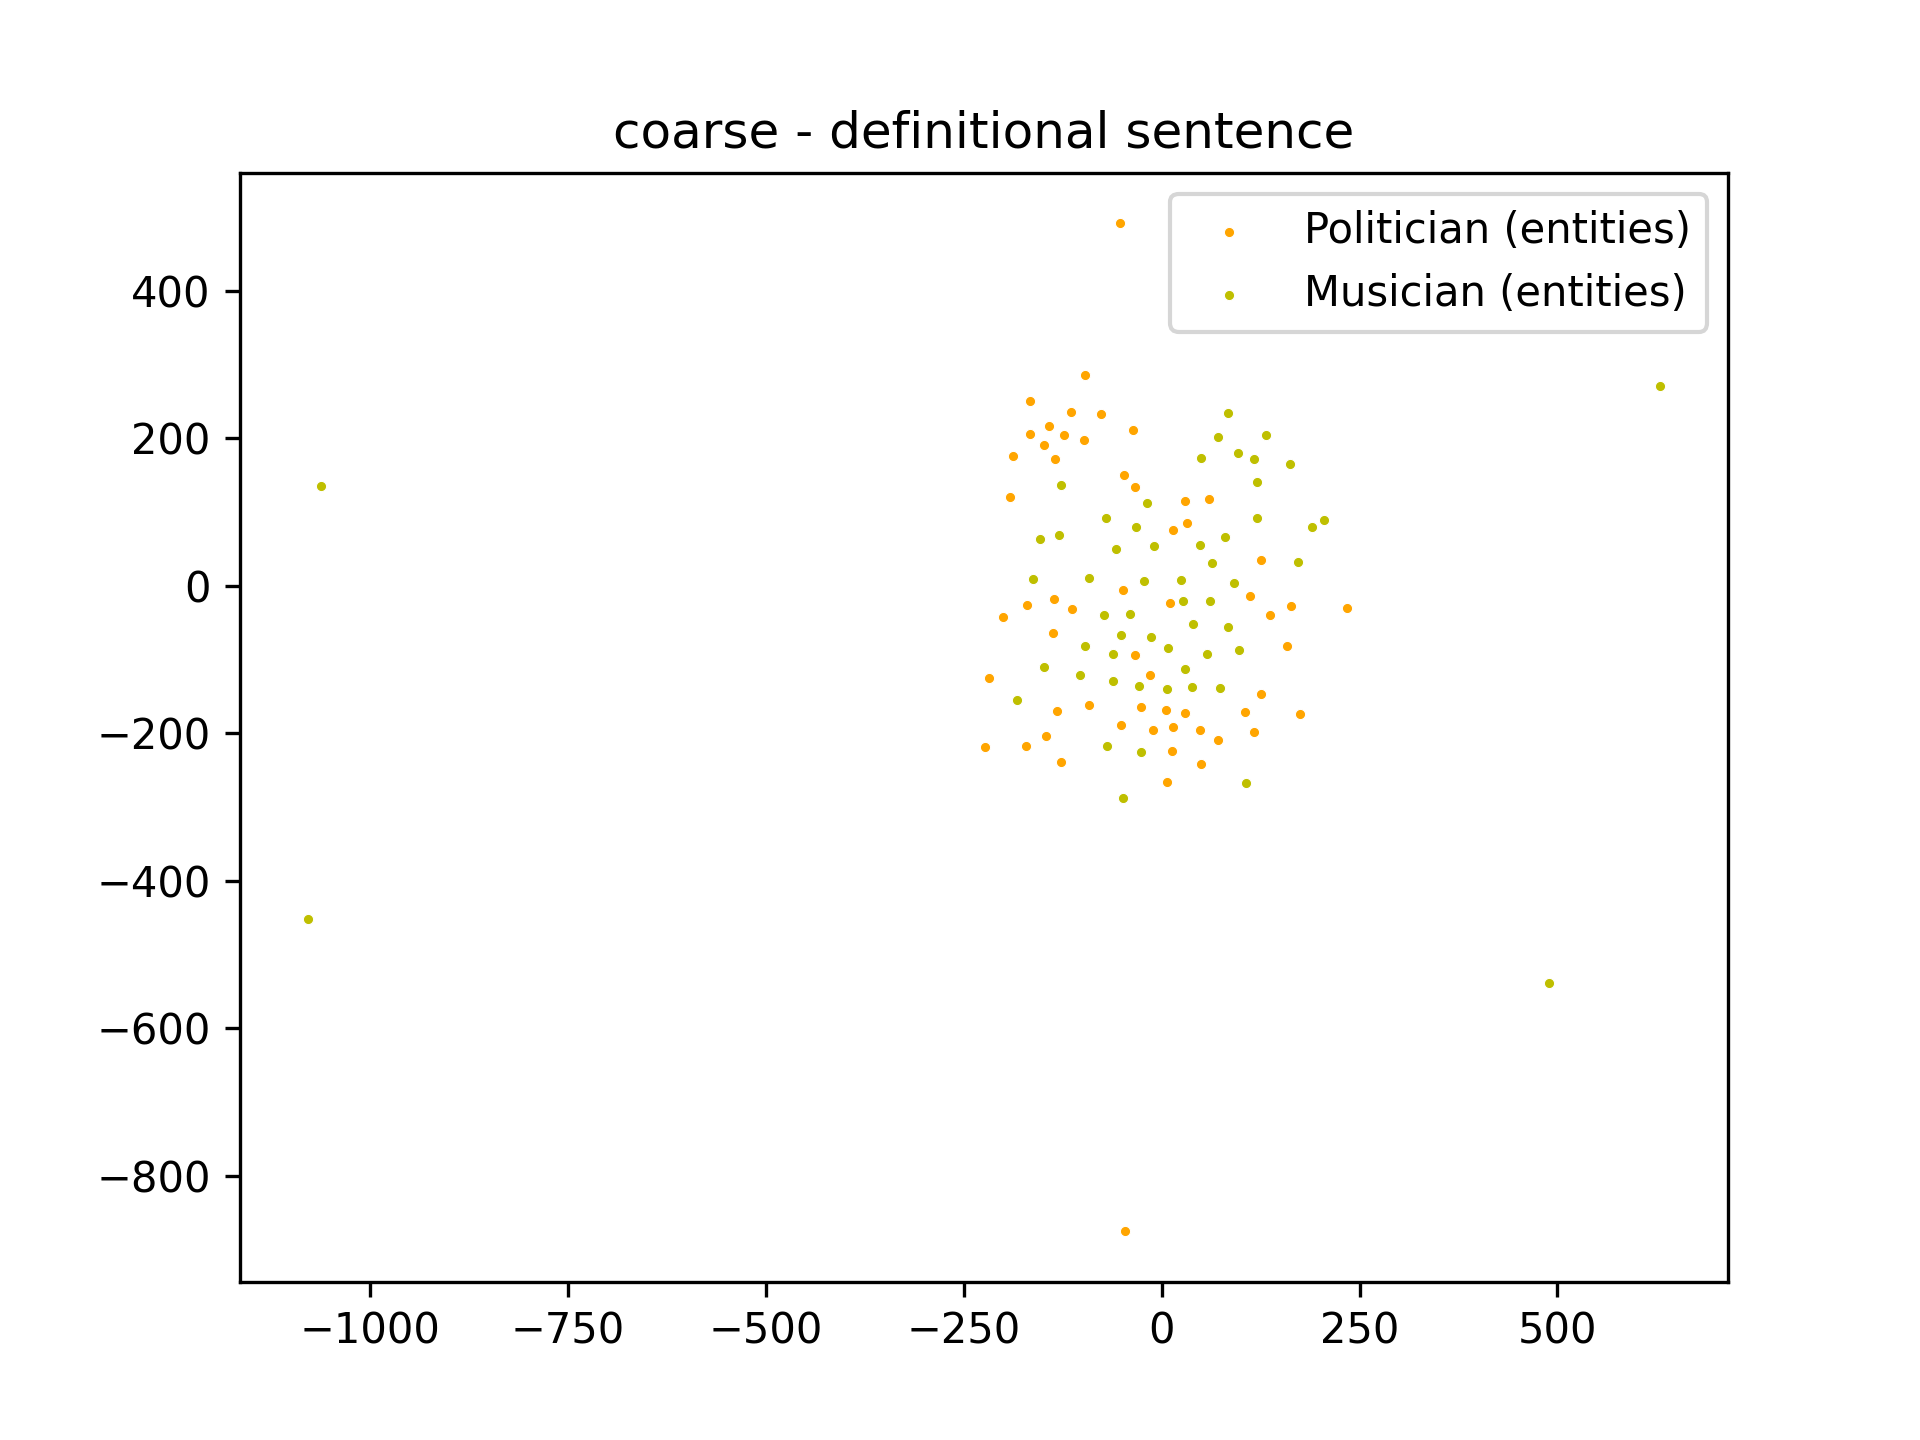 coarse - definitional sentence
Politician (entities)
Musician (entities)
400
200
0
−200
−400
−600
−800
−1000 −750 −500 −250 0 250 500